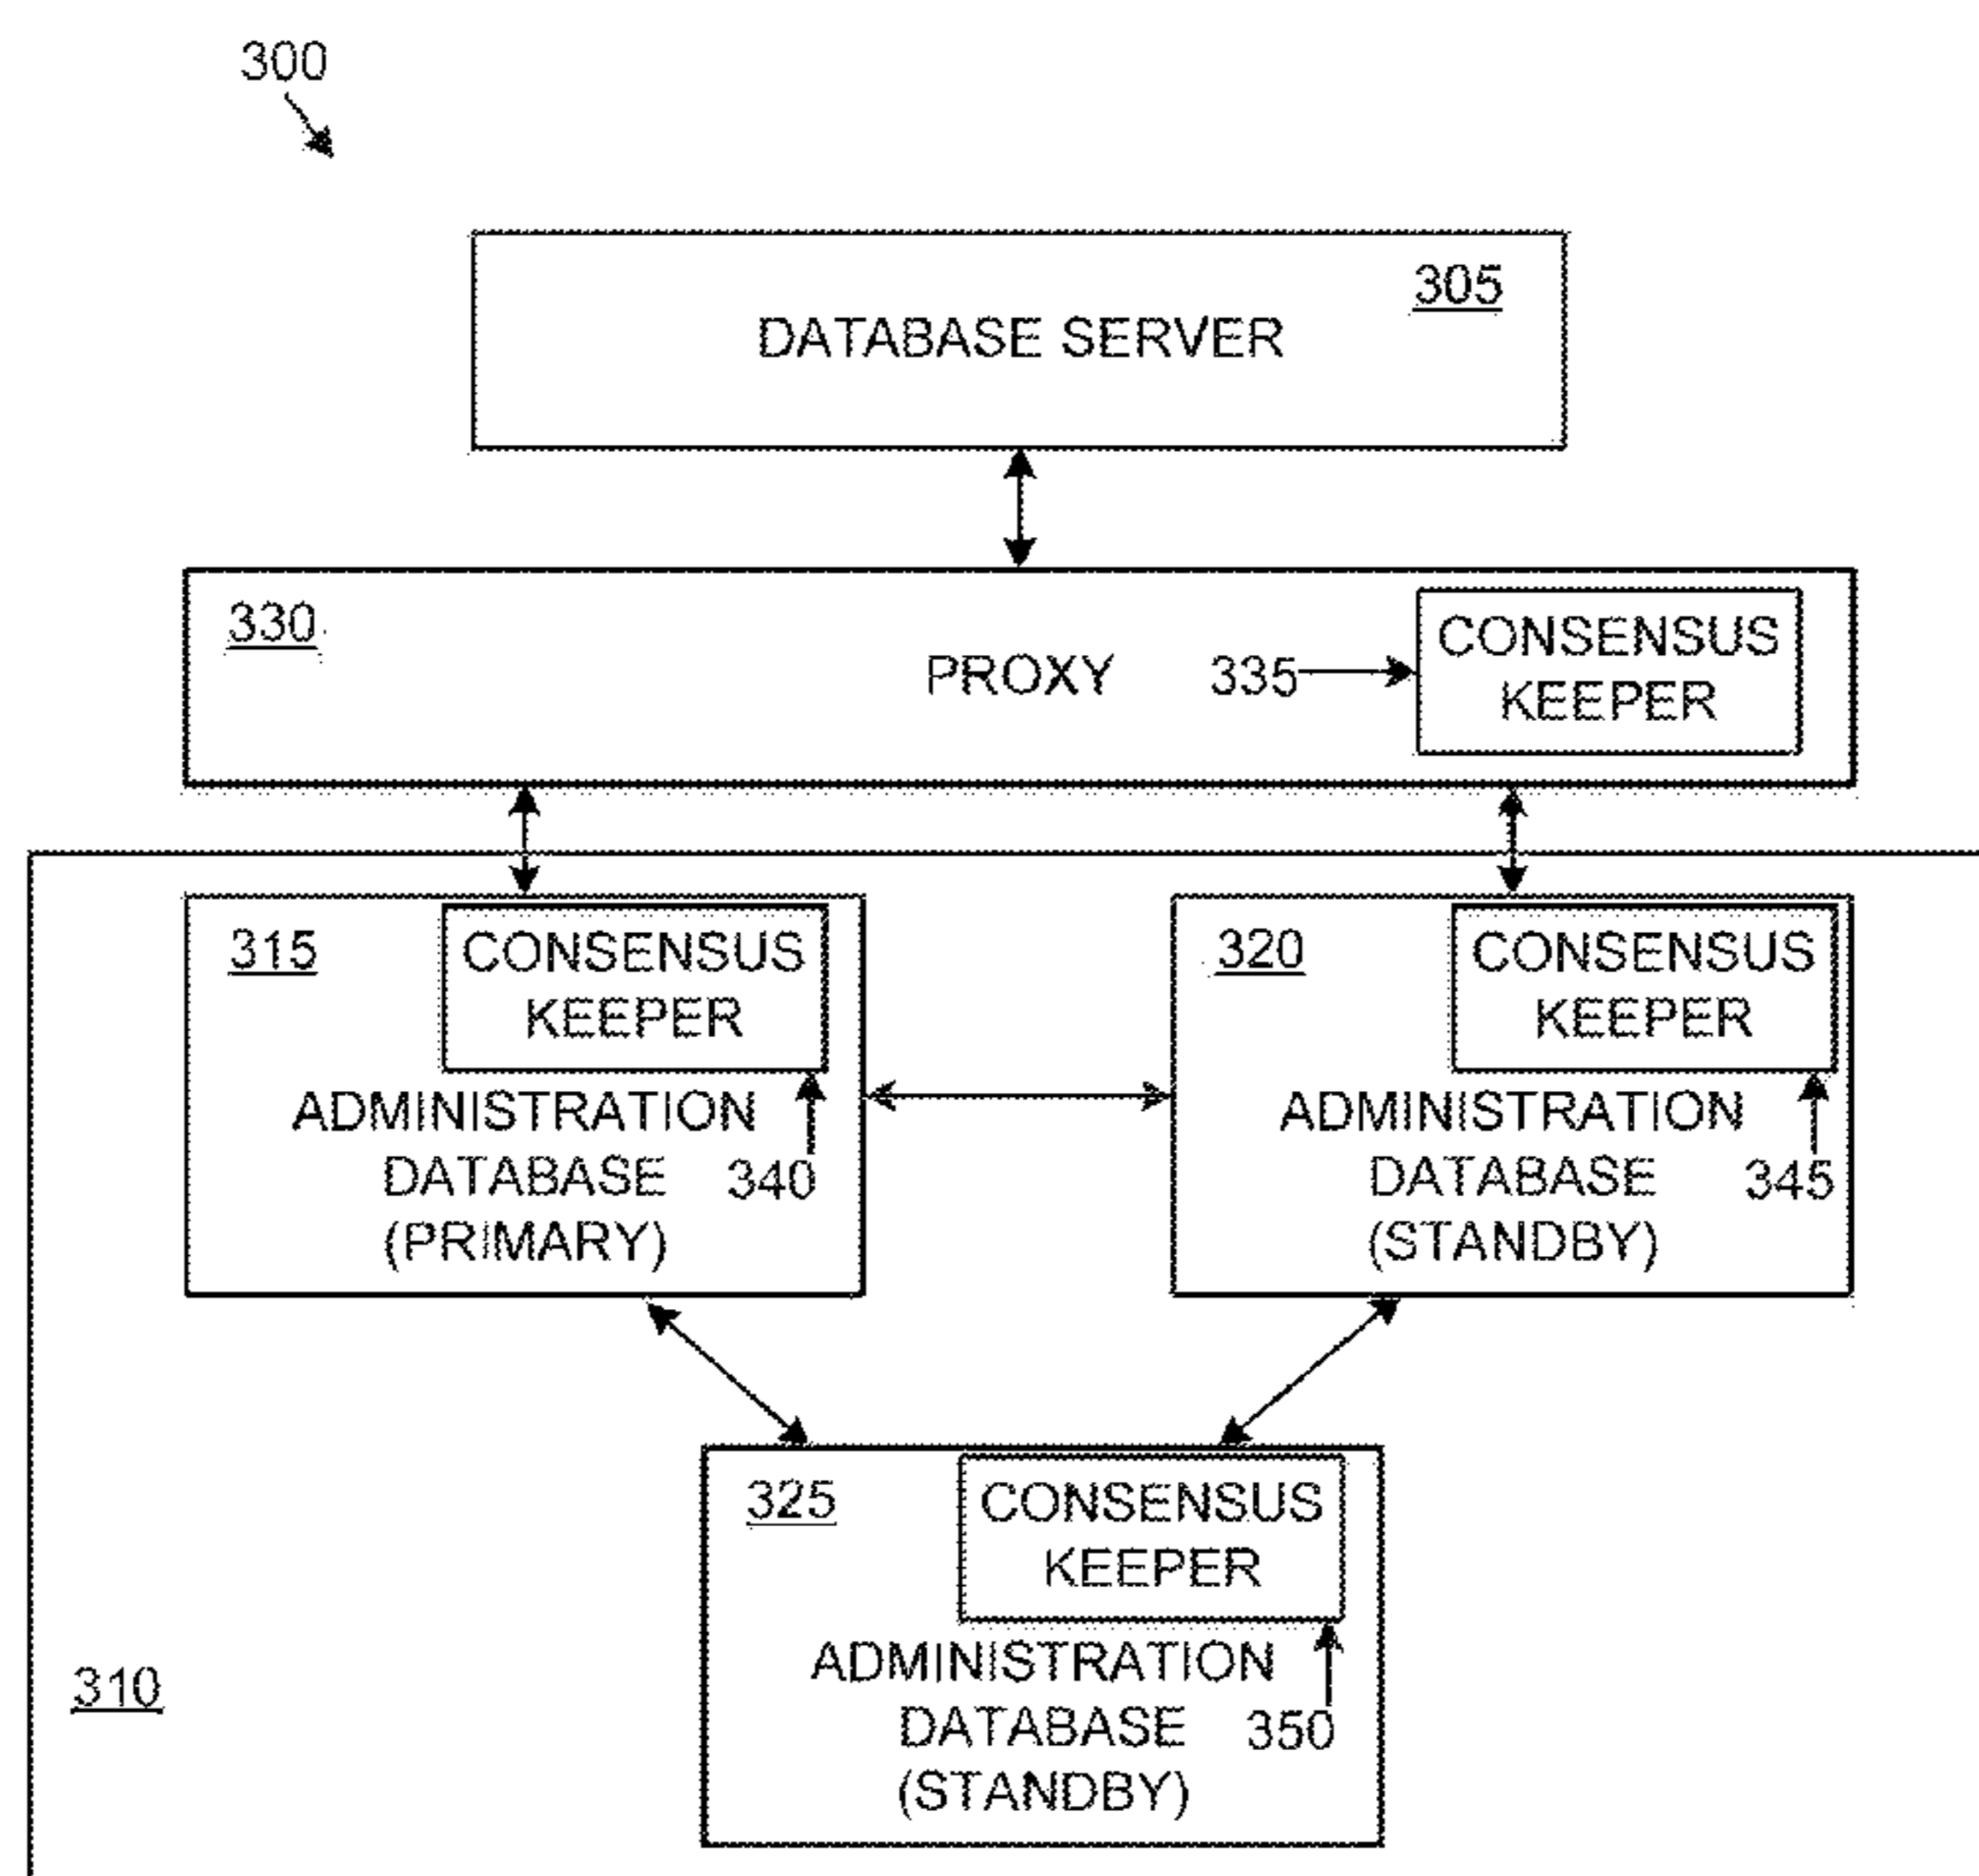 300
305
DATABASE SERVER
330
PROXY
335
CONSENSUS
KEEPER
315
CONSENSUS
KEEPER
ADMINISTRATION
DATABASE
(PRIMARY)
340
320
CONSENSUS
KEEPER
ADMINISTRATION
DATABASE
(STANDBY)
345
325
CONSENSUS
KEEPER
ADMINISTRATION
DATABASE
(STANDBY)
350
310